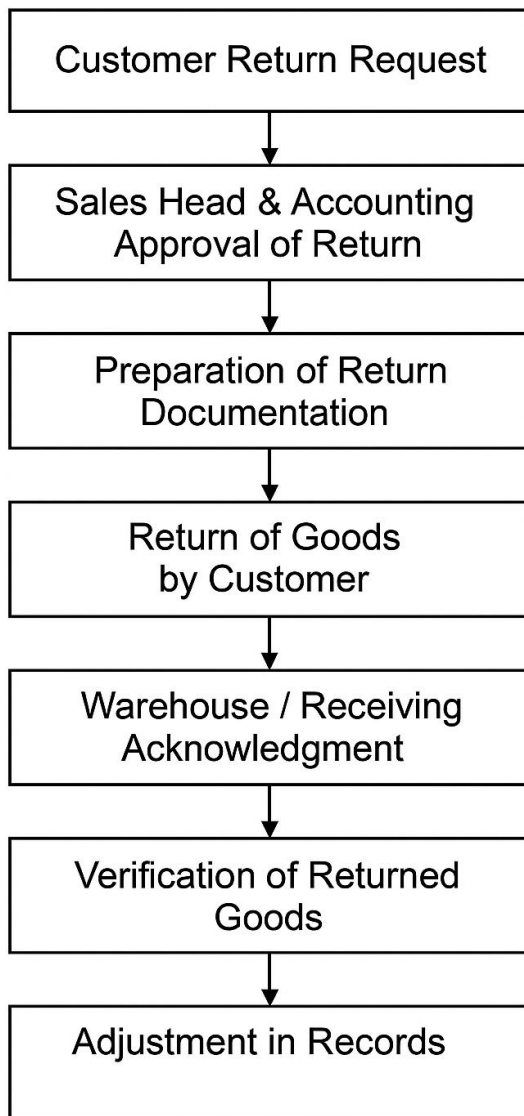 Customer Return Request
Sales Head & Accounting
Approval of Return
Preparation of Return
Documentation
Return of Goods
by Customer
Warehouse / Receiving
Acknowledgment
Verification of Returned
Goods
Adjustment in Records